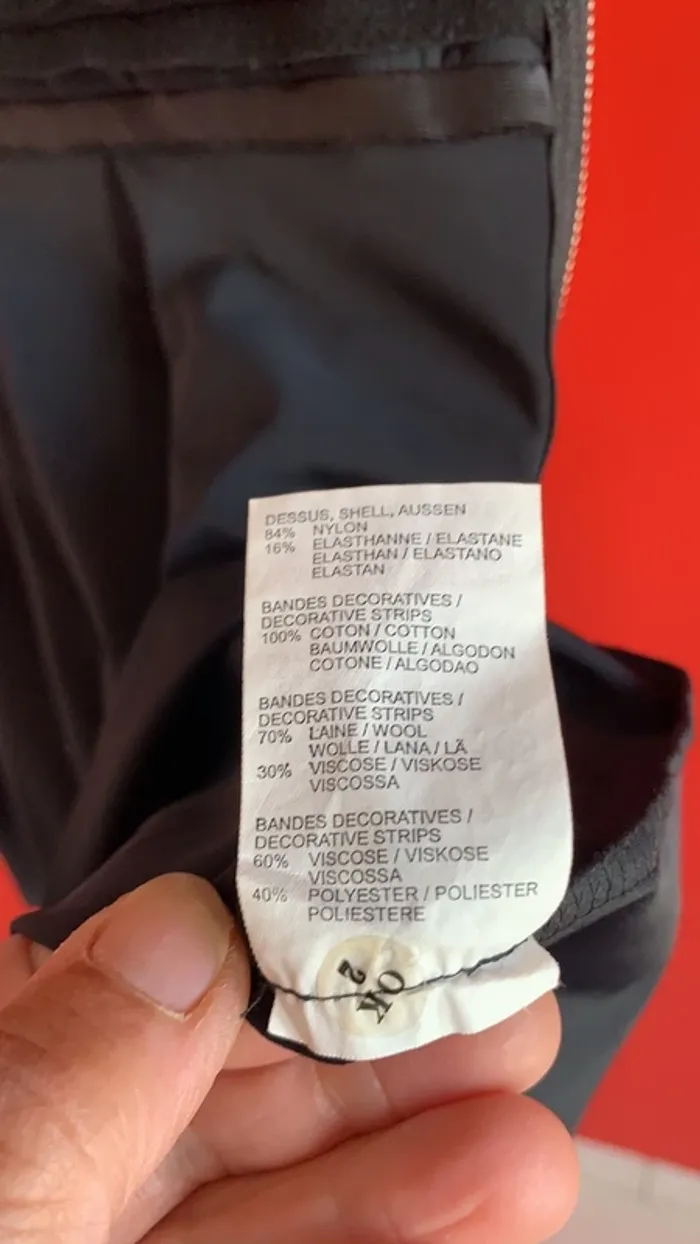 DESSUS, SHELL, AUSSEN
84% NYLON
16% ELASTHANNE / ELASTANE
ELASTHAN / ELASTANO
ELASTAN
BANDES DECORATIVES /
DECORATIVE STRIPS
100% COTON / COTTON
BAUMWOLLE / ALGODON
COTONE / ALGODAO
BANDES DECORATIVES /
DECORATIVE STRIPS
70% LAINE / WOOL
WOLLE / LANA / LÃ
30% VISCOSE / VISKOSE
VISCOSSA
BANDES DECORATIVES /
DECORATIVE STRIPS
60% VISCOSE / VISKOSE
VISCOSSA
40% POLYESTER / POLIESTER
POLIESTERE
OK
2